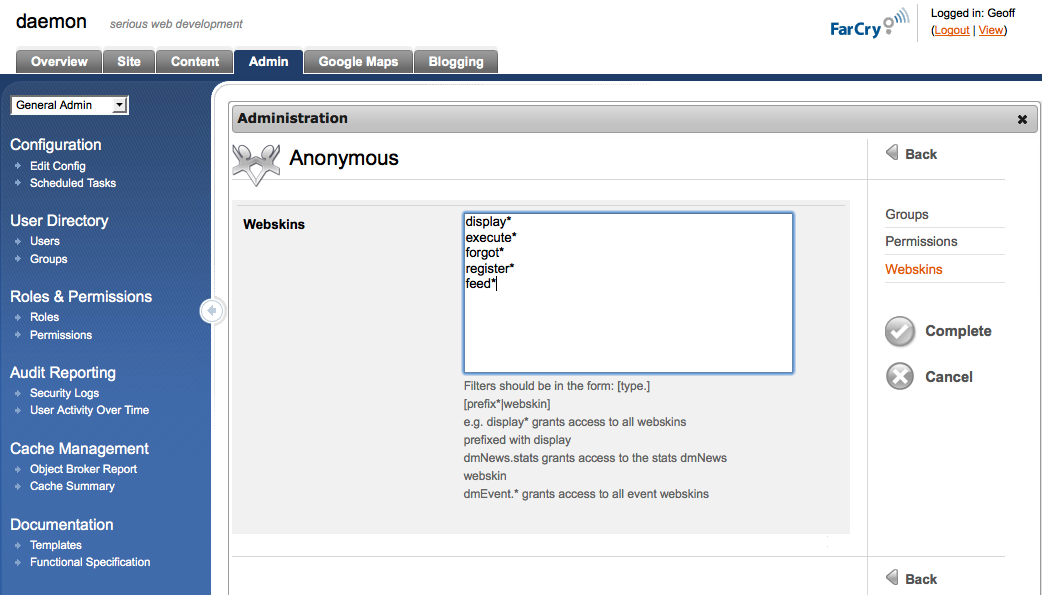 daemon serious web development
FarCry
Logged in: Geoff
(Logout | View)
Overview Site Content Admin Google Maps Blogging
General Admin
Configuration
Edit Config
Scheduled Tasks
User Directory
Users
Groups
Roles & Permissions
Roles
Permissions
Audit Reporting
Security Logs
User Activity Over Time
Cache Management
Object Broker Report
Cache Summary
Documentation
Templates
Functional Specification
Administration
Anonymous
Webskins
display*
execute*
forgot*
register*
feed*
Filters should be in the form: [type.]
[prefix*|webskin]
e.g. display* grants access to all webskins
prefixed with display
dmNews.stats grants access to the stats dmNews
webskin
dmEvent.* grants access to all event webskins
Back
Groups
Permissions
Webskins
Complete
Cancel
Back